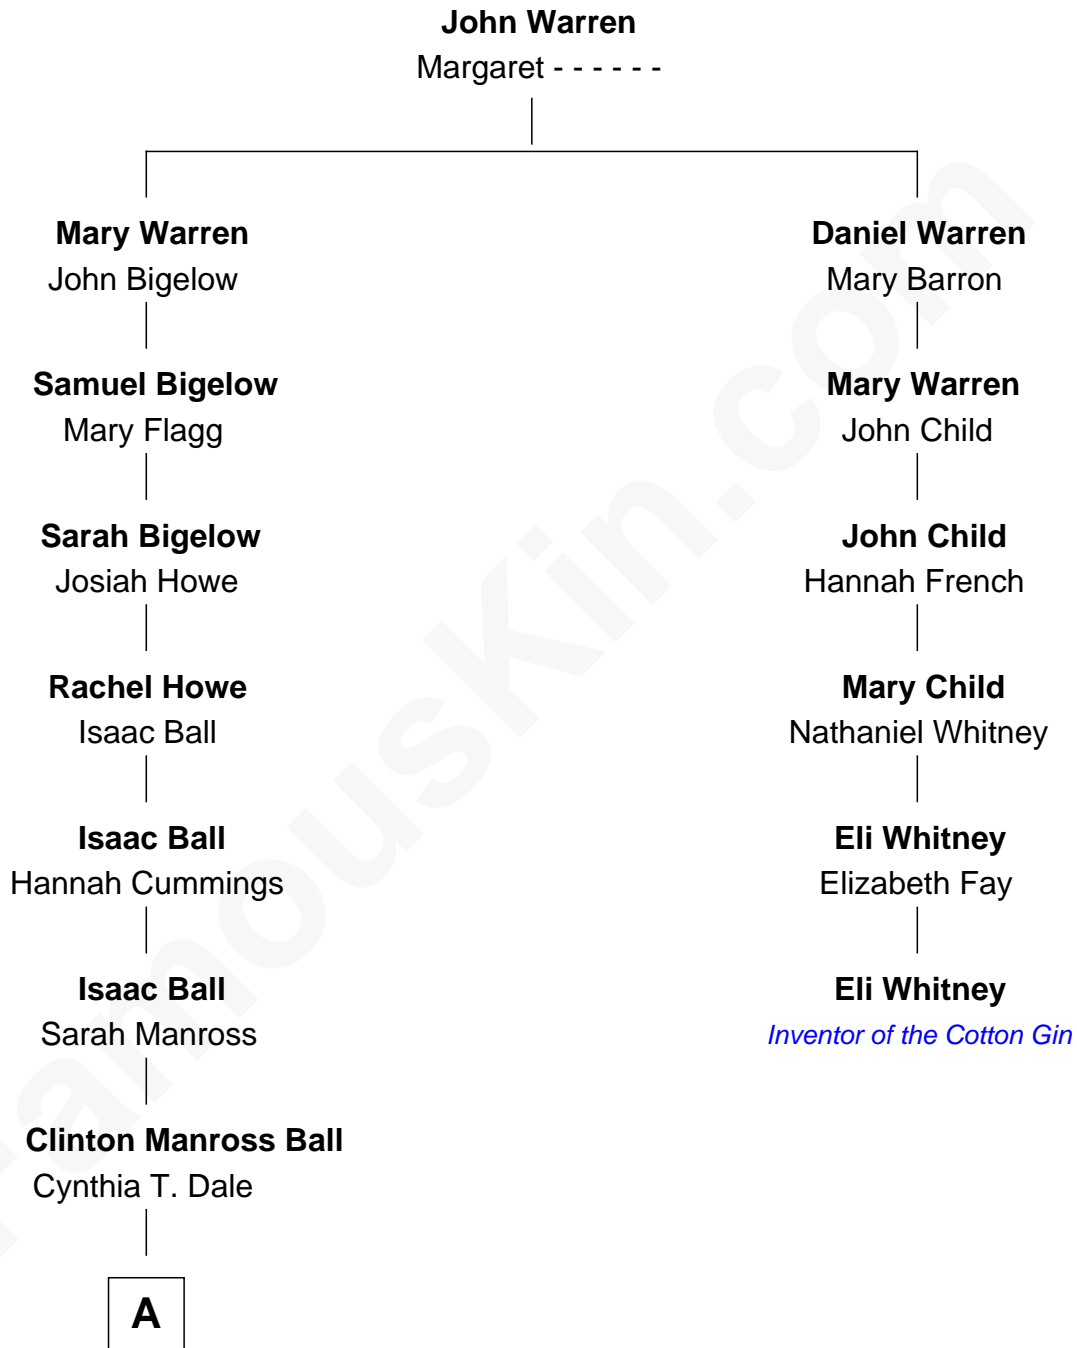 John Warren
Margaret - - - - - -
Mary Warren
John Bigelow
Daniel Warren
Mary Barron
Samuel Bigelow
Mary Flagg
Mary Warren
John Child
Sarah Bigelow
Josiah Howe
John Child
Hannah French
Rachel Howe
Isaac Ball
Mary Child
Nathaniel Whitney
Isaac Ball
Hannah Cummings
Eli Whitney
Elizabeth Fay
Isaac Ball
Sarah Manross
Eli Whitney
Inventor of the Cotton Gin
Clinton Manross Ball
Cynthia T. Dale
A
FamousKin.com